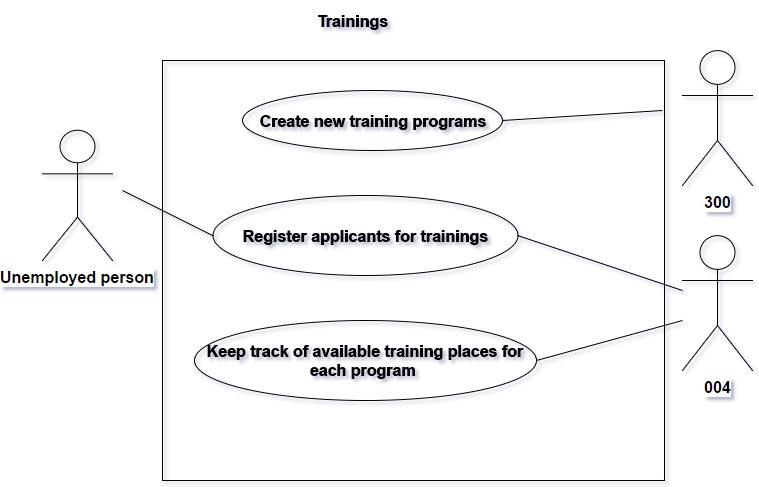 Trainings
Create new training programs
300
Register applicants for trainings
Unemployed person
Keep track of available training places for
each program
004